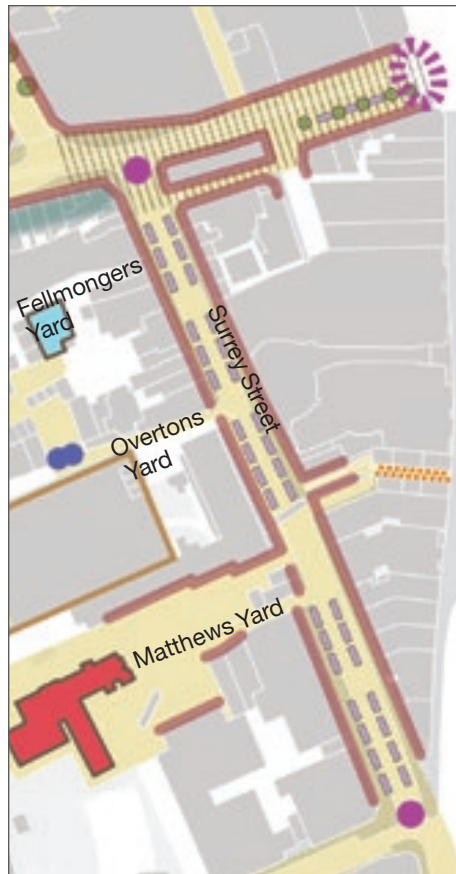 Fellmongers
Yard
Surrey Street
Overtons
Yard
Matthews Yard